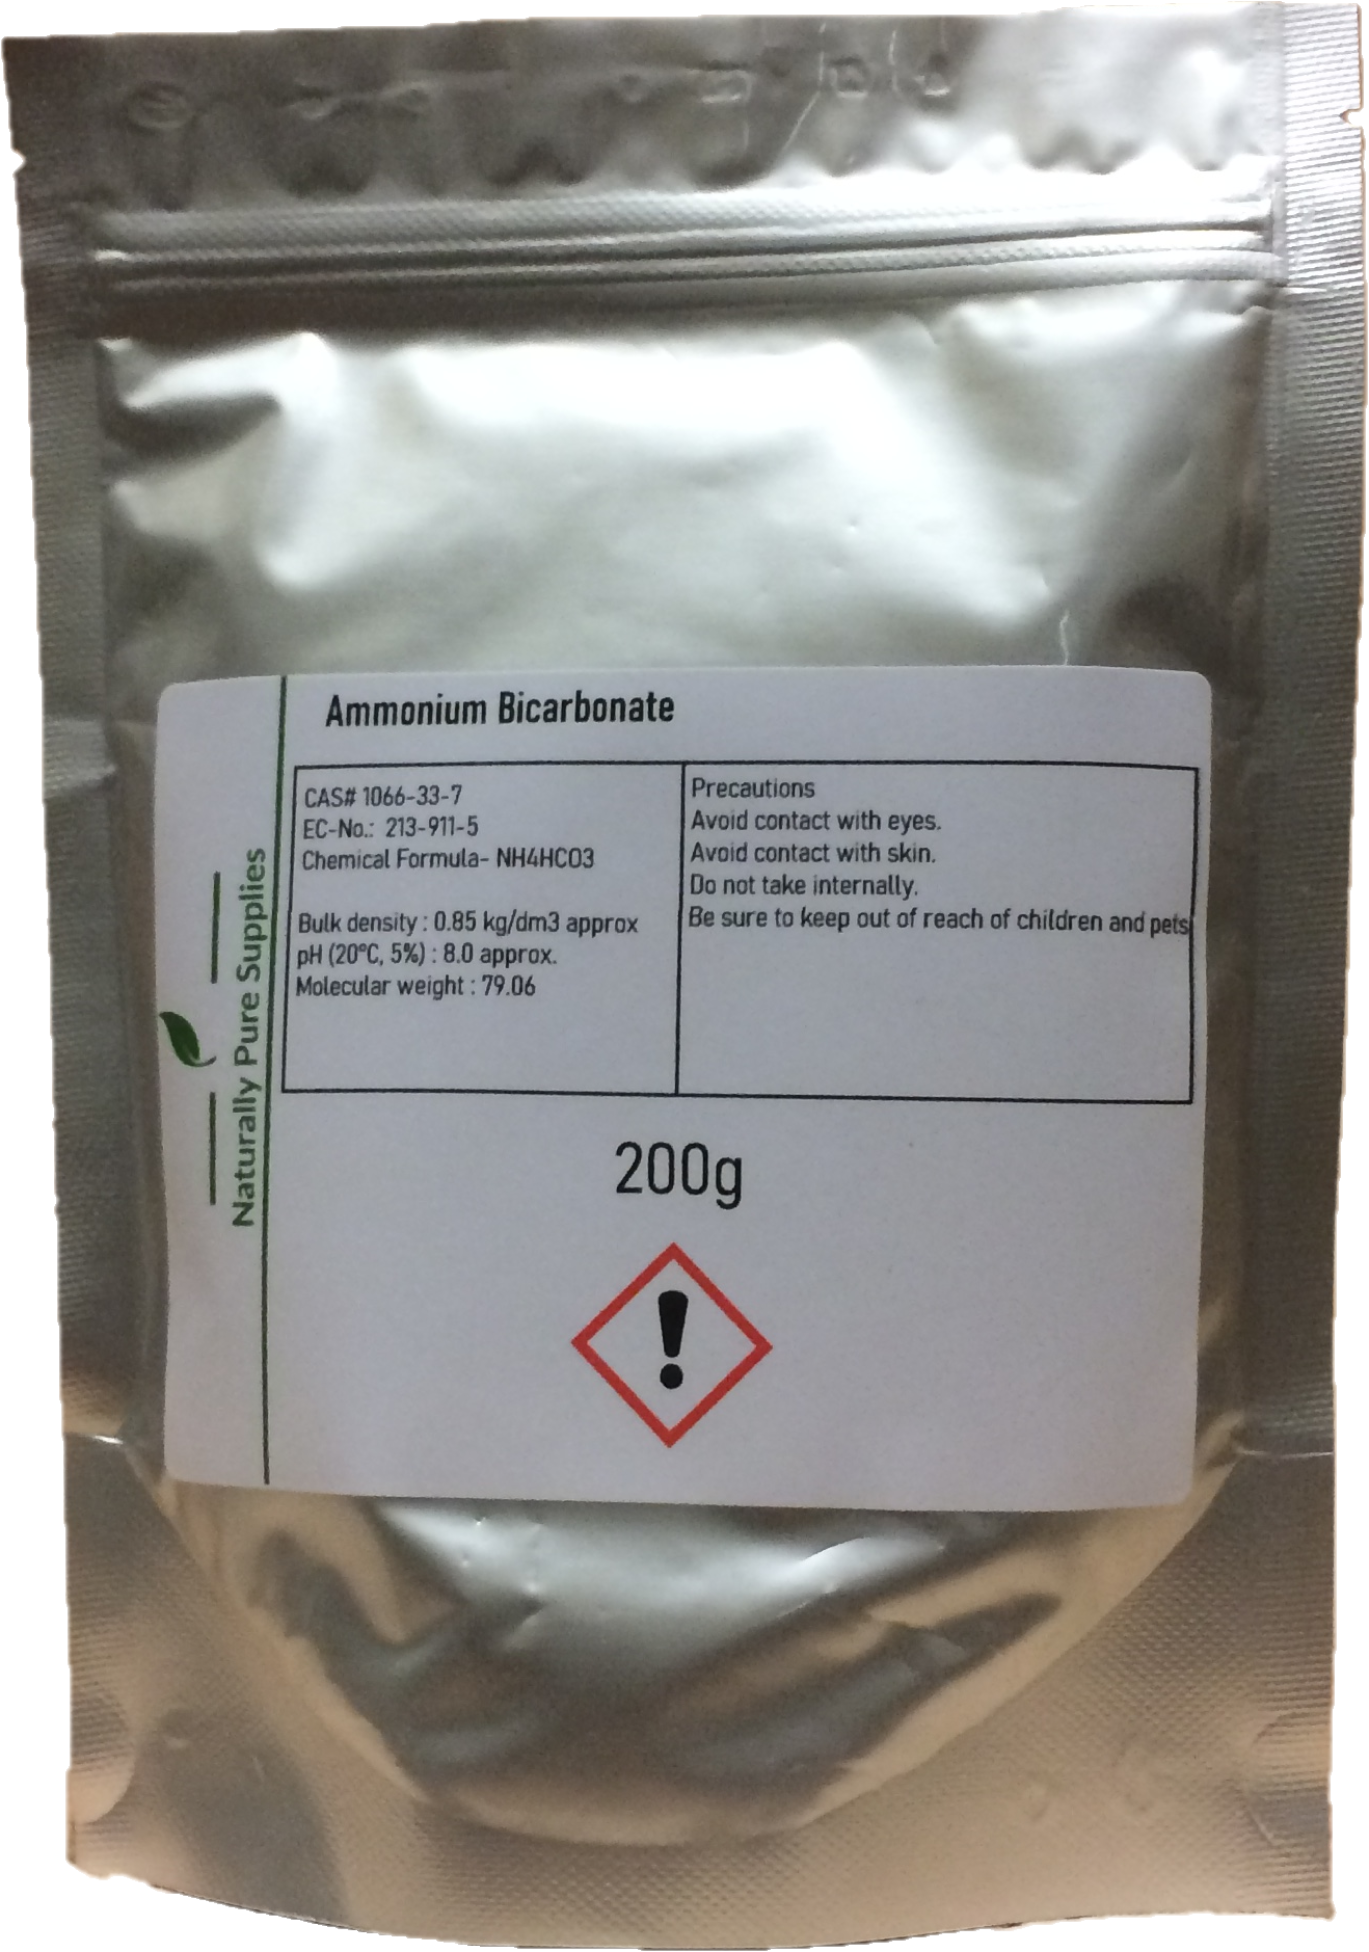 Ammonium Bicarbonate
CAS# 1066-33-7
EC-No.: 213-911-5
Chemical Formula- NH4HCO3
Bulk density : 0.85 kg/dm3 approx
pH (20°C, 5%) : 8.0 approx.
Molecular weight : 79.06
Precautions
Avoid contact with eyes.
Avoid contact with skin.
Do not take internally.
Be sure to keep out of reach of children and pets
Naturally Pure Supplies
200g
!